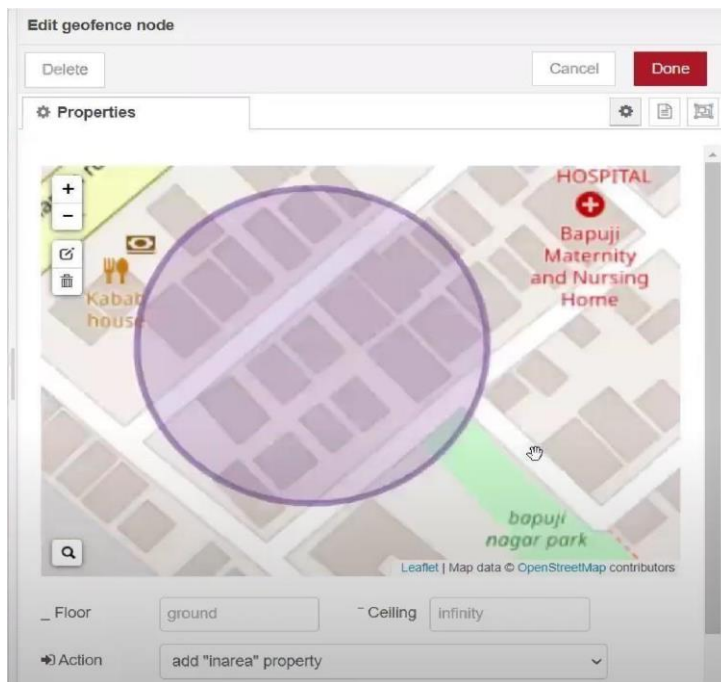 Edit geofence node
Delete
Cancel
Done
Properties
+
−
HOSPITAL
Bapuji
Maternity
and Nursing
Home
Kabab
house
bapuji
nagar park
Leaflet | Map data © OpenStreetMap contributors
Floor
ground
Ceiling
infinity
Action
add "inarea" property